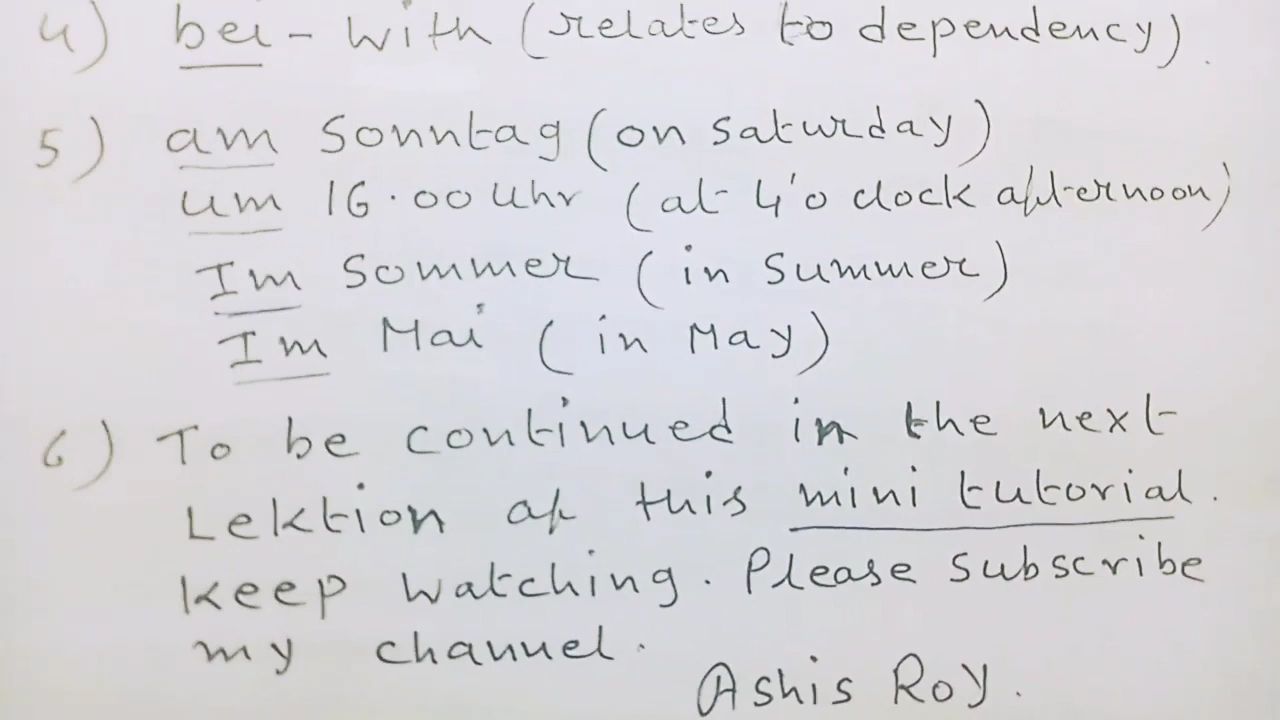 4) bei - with (relates to dependency).
5) am Sonntag (on saturday)
um 16.00 Uhr (at 4'o clock afternoon)
Im Sommer (in summer)
Im Mai (in May)
6) To be continued in the next
Lektion of this mini tutorial.
keep watching. Please subscribe
my channel.
Ashis Roy.